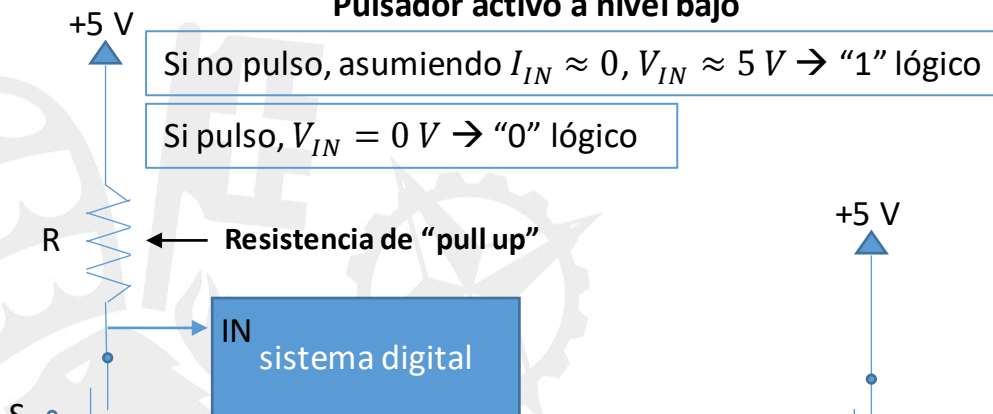 Pulsador activo a nivel bajo
+5 V
Si no pulso, asumiendo I_IN ≈ 0, V_IN ≈ 5 V → “1” lógico
Si pulso, V_IN = 0 V → “0” lógico
R
Resistencia de “pull up”
+5 V
IN
sistema digital
S